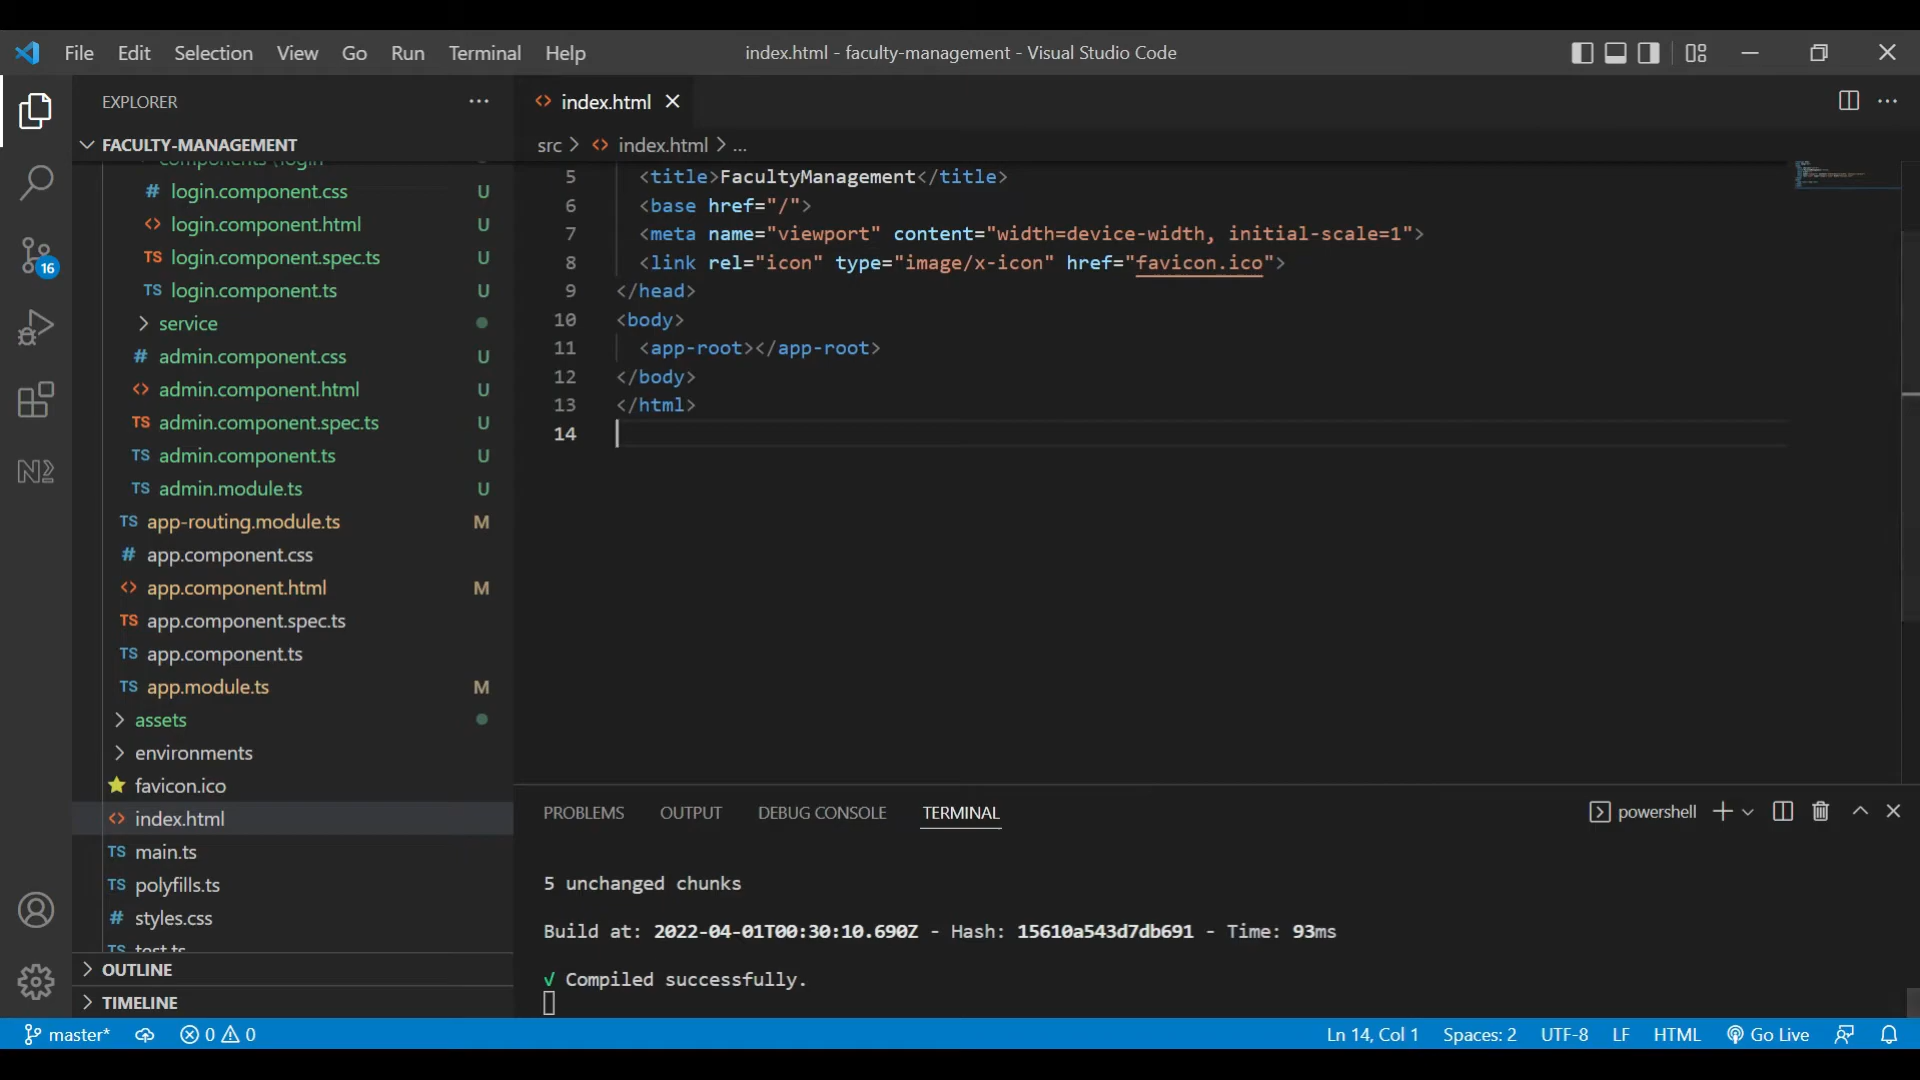 File Edit Selection View Go Run Terminal Help
index.html - faculty-management - Visual Studio Code
EXPLORER
FACULTY-MANAGEMENT
components \login
# login.component.css U
<> login.component.html U
TS login.component.spec.ts U
TS login.component.ts U
service
# admin.component.css U
<> admin.component.html U
TS admin.component.spec.ts U
TS admin.component.ts U
TS admin.module.ts U
TS app-routing.module.ts M
# app.component.css
<> app.component.html M
TS app.component.spec.ts
TS app.component.ts
TS app.module.ts M
assets
environments
favicon.ico
<> index.html
TS main.ts
TS polyfills.ts
# styles.css
TS test.ts
OUTLINE
TIMELINE
16
<> index.html
src > <> index.html > ...
5 <title>FacultyManagement</title>
6 <base href="/">
7 <meta name="viewport" content="width=device-width, initial-scale=1">
8 <link rel="icon" type="image/x-icon" href="favicon.ico">
9 </head>
10 <body>
11 <app-root></app-root>
12 </body>
13 </html>
14
PROBLEMS OUTPUT DEBUG CONSOLE TERMINAL
powershell
5 unchanged chunks
Build at: 2022-04-01T00:30:10.690Z - Hash: 15610a543d7db691 - Time: 93ms
√ Compiled successfully.
master* 0 0
Ln 14, Col 1 Spaces: 2 UTF-8 LF HTML Go Live